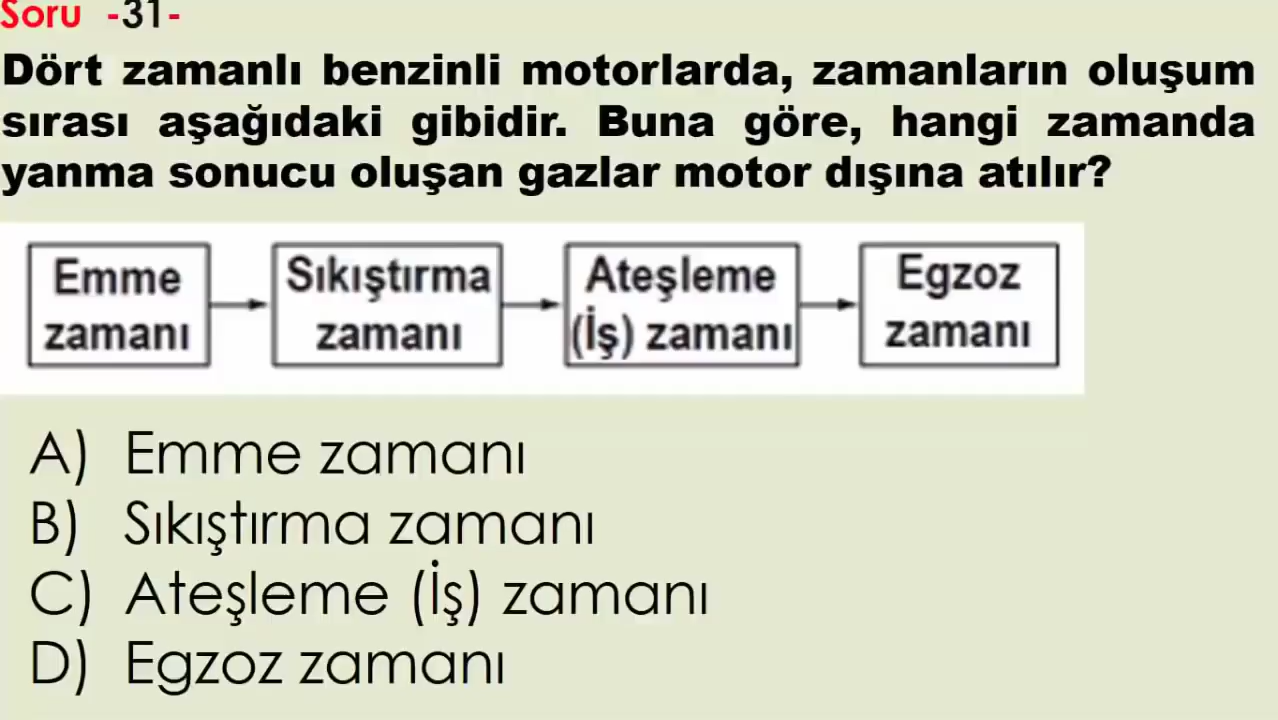 Soru -31-
Dört zamanlı benzinli motorlarda, zamanların oluşum
sırası aşağıdaki gibidir. Buna göre, hangi zamanda
yanma sonucu oluşan gazlar motor dışına atılır?
Emme zamanı
Sıkıştırma zamanı
Ateşleme (İş) zamanı
Egzoz zamanı
A) Emme zamanı
B) Sıkıştırma zamanı
C) Ateşleme (İş) zamanı
D) Egzoz zamanı